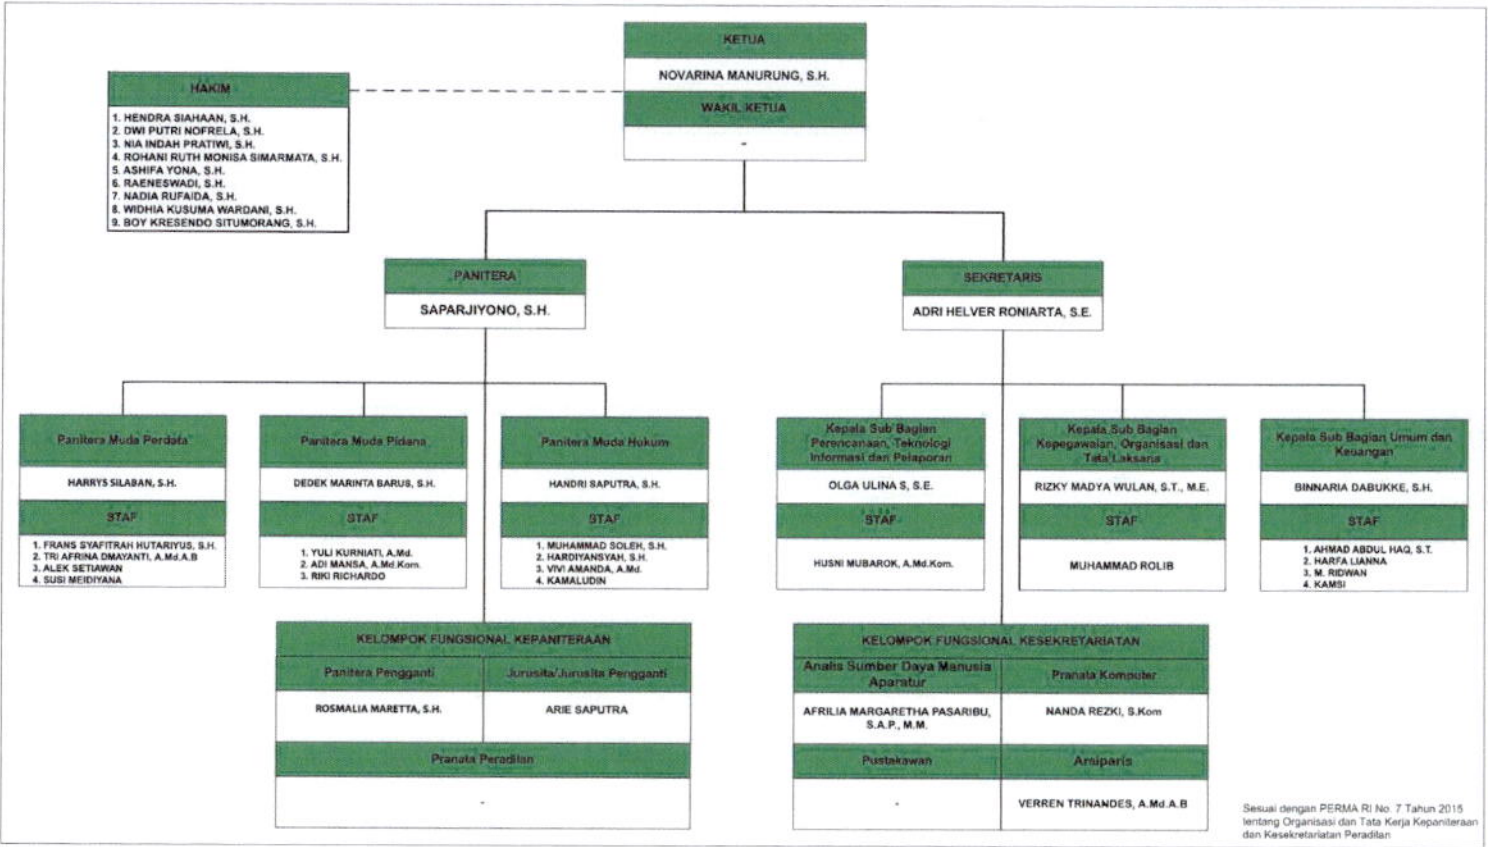 KETUA
NOVARINA MANURUNG, S.H.
WAKIL KETUA
-
HAKIM
1. HENDRA SIAHAAN, S.H.
2. DWI PUTRI NOFRELA, S.H.
3. NIA INDAH PRATIWI, S.H.
4. ROHANI RUTH MONISA SIMARMATA, S.H.
5. ASHIFA YONA, S.H.
6. RAENESWADI, S.H.
7. NADIA RUFAIDA, S.H.
8. WIDHIA KUSUMA WARDANI, S.H.
9. BOY KRESENDO SITUMORANG, S.H.
PANITERA
SAPARJIYONO, S.H.
SEKRETARIS
ADRI HELVER RONIARTA, S.E.
Panitera Muda Perdata
HARRYS SILABAN, S.H.
STAF
1. FRANS SYAFITRAH HUTARIYUS, S.H.
2. TRI AFRINA DMAYANTI, A.Md.A.B
3. ALEK SETIAWAN
4. SUSI MEIDIYANA
Panitera Muda Pidana
DEDEK MARINTA BARUS, S.H.
STAF
1. YULI KURNIATI, A.Md.
2. ADI MANSA, A.Md.Kom.
3. RIKI RICHARDO
Panitera Muda Hukum
HANDRI SAPUTRA, S.H.
STAF
1. MUHAMMAD SOLEH, S.H.
2. HARDIYANSYAH, S.H.
3. VIVI AMANDA, A.Md.
4. KAMALUDIN
Kepala Sub Bagian
Perencanaan, Teknologi
Informasi dan Pelaporan
OLGA ULINA S, S.E.
STAF
HUSNI MUBAROK, A.Md.Kom.
Kepala Sub Bagian
Kepegawaian, Organisasi dan
Tata Laksana
RIZKY MADYA WULAN, S.T., M.E.
STAF
MUHAMMAD ROLIB
Kepala Sub Bagian Umum dan
Keuangan
BINNARIA DABUKKE, S.H.
STAF
1. AHMAD ABDUL HAQ, S.T.
2. HARFA LIANNA
3. M. RIDWAN
4. KAMSI
KELOMPOK FUNGSIONAL KEPANITERAAN
Panitera Pengganti
ROSMALIA MARETTA, S.H.
Jurusita/Jurusita Pengganti
ARIE SAPUTRA
Pranata Peradilan
-
KELOMPOK FUNGSIONAL KESEKRETARIATAN
Analis Sumber Daya Manusia
Aparatur
AFRILIA MARGARETHA PASARIBU,
S.A.P., M.M.
Pranata Komputer
NANDA REZKI, S.Kom
Pustakawan
-
Arsiparis
VERREN TRINANDES, A.Md.A.B
Sesuai dengan PERMA RI No. 7 Tahun 2015
tentang Organisasi dan Tata Kerja Kepaniteraan
dan Kesekretariatan Peradilan